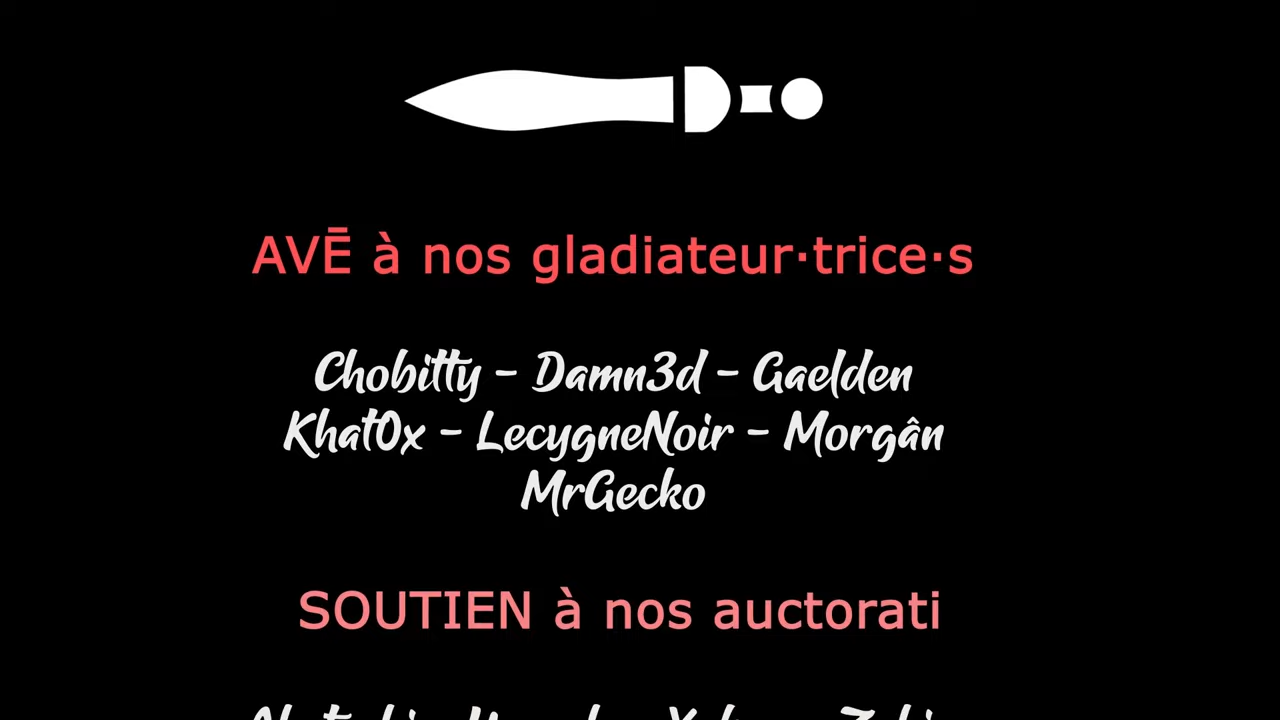 AVĒ à nos gladiateur·trice·s
Chobitty - Damn3d - Gaelden
Khat0x - LecygneNoir - Morgân
MrGecko
SOUTIEN à nos auctorati